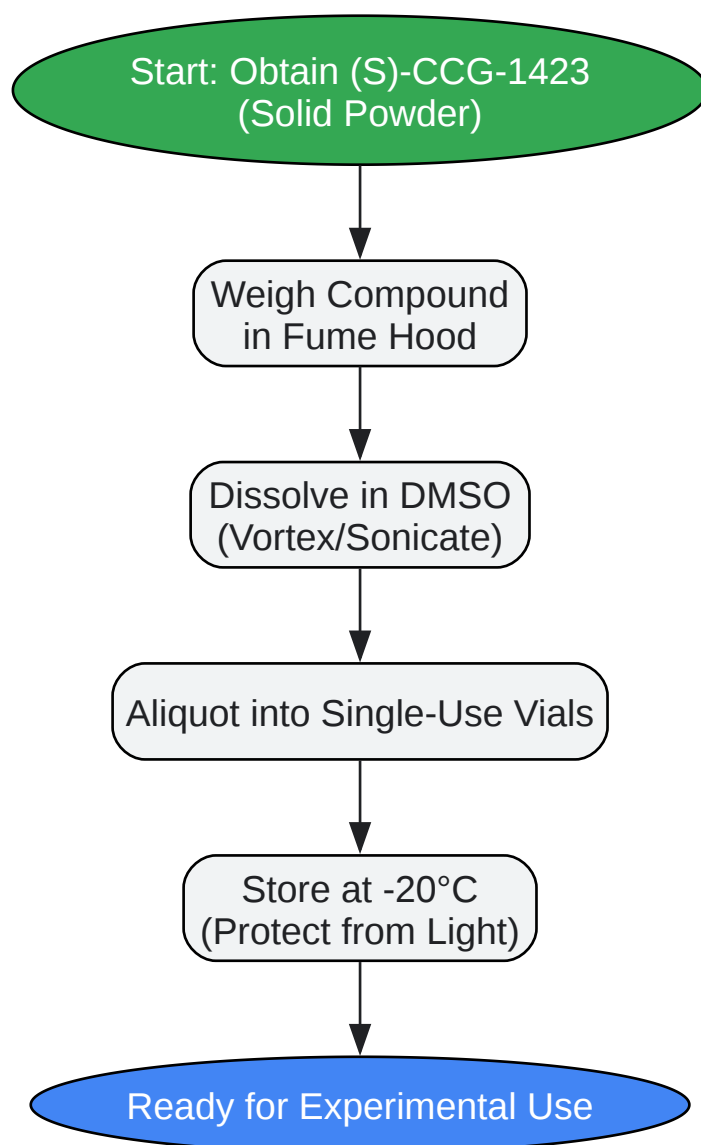 Start: Obtain (S)-CCG-1423
(Solid Powder)
Weigh Compound
in Fume Hood
Dissolve in DMSO
(Vortex/Sonicate)
Aliquot into Single-Use Vials
Store at -20°C
(Protect from Light)
Ready for Experimental Use